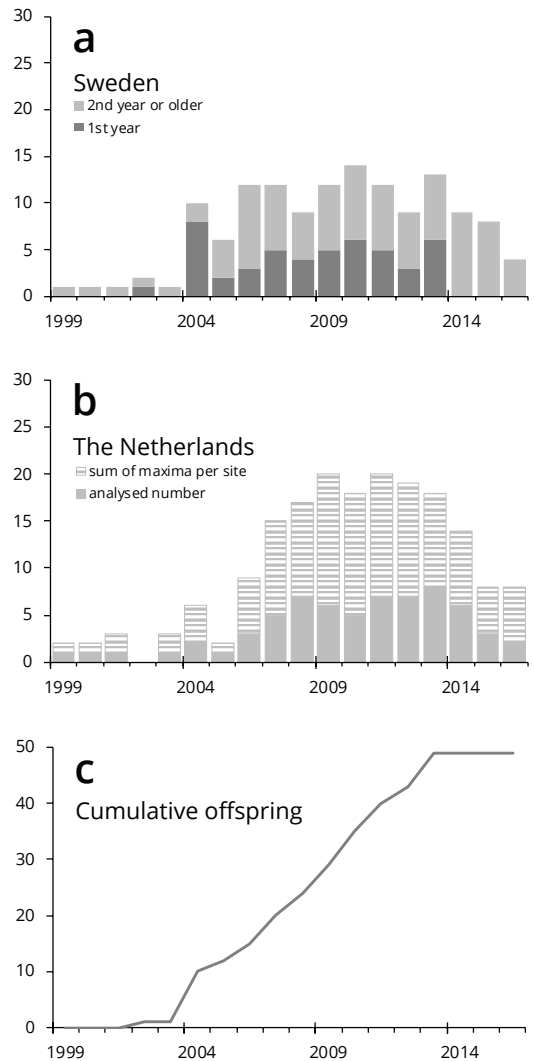 30
a
25
Sweden
2nd year or older
20
1st year
15
10
5
0
1999 2004 2009 2014
30
b
25
The Netherlands
20
sum of maxima per site
analysed number
15
10
5
0
1999 2004 2009 2014
50
c
Cumulative offspring
40
30
20
10
0
1999 2004 2009 2014